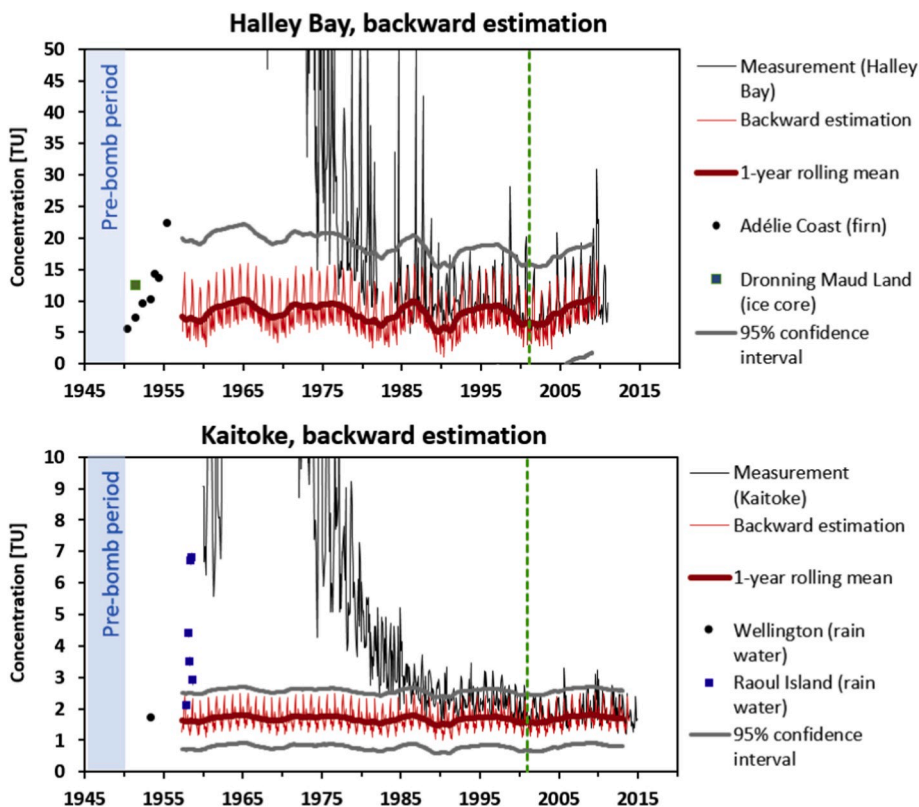 Halley Bay, backward estimation
Concentration [TU]
50
45
40
35
30
25
20
15
10
5
0
Pre-bomb period
1945 1955 1965 1975 1985 1995 2005 2015
Measurement (Halley
Bay)
Backward estimation
1-year rolling mean
Adélie Coast (firn)
Dronning Maud Land
(ice core)
95% confidence
interval
Kaitoke, backward estimation
Concentration [TU]
10
9
8
7
6
5
4
3
2
1
0
Pre-bomb period
1945 1955 1965 1975 1985 1995 2005 2015
Measurement
(Kaitoke)
Backward estimation
1-year rolling mean
Wellington (rain
water)
Raoul Island (rain
water)
95% confidence
interval